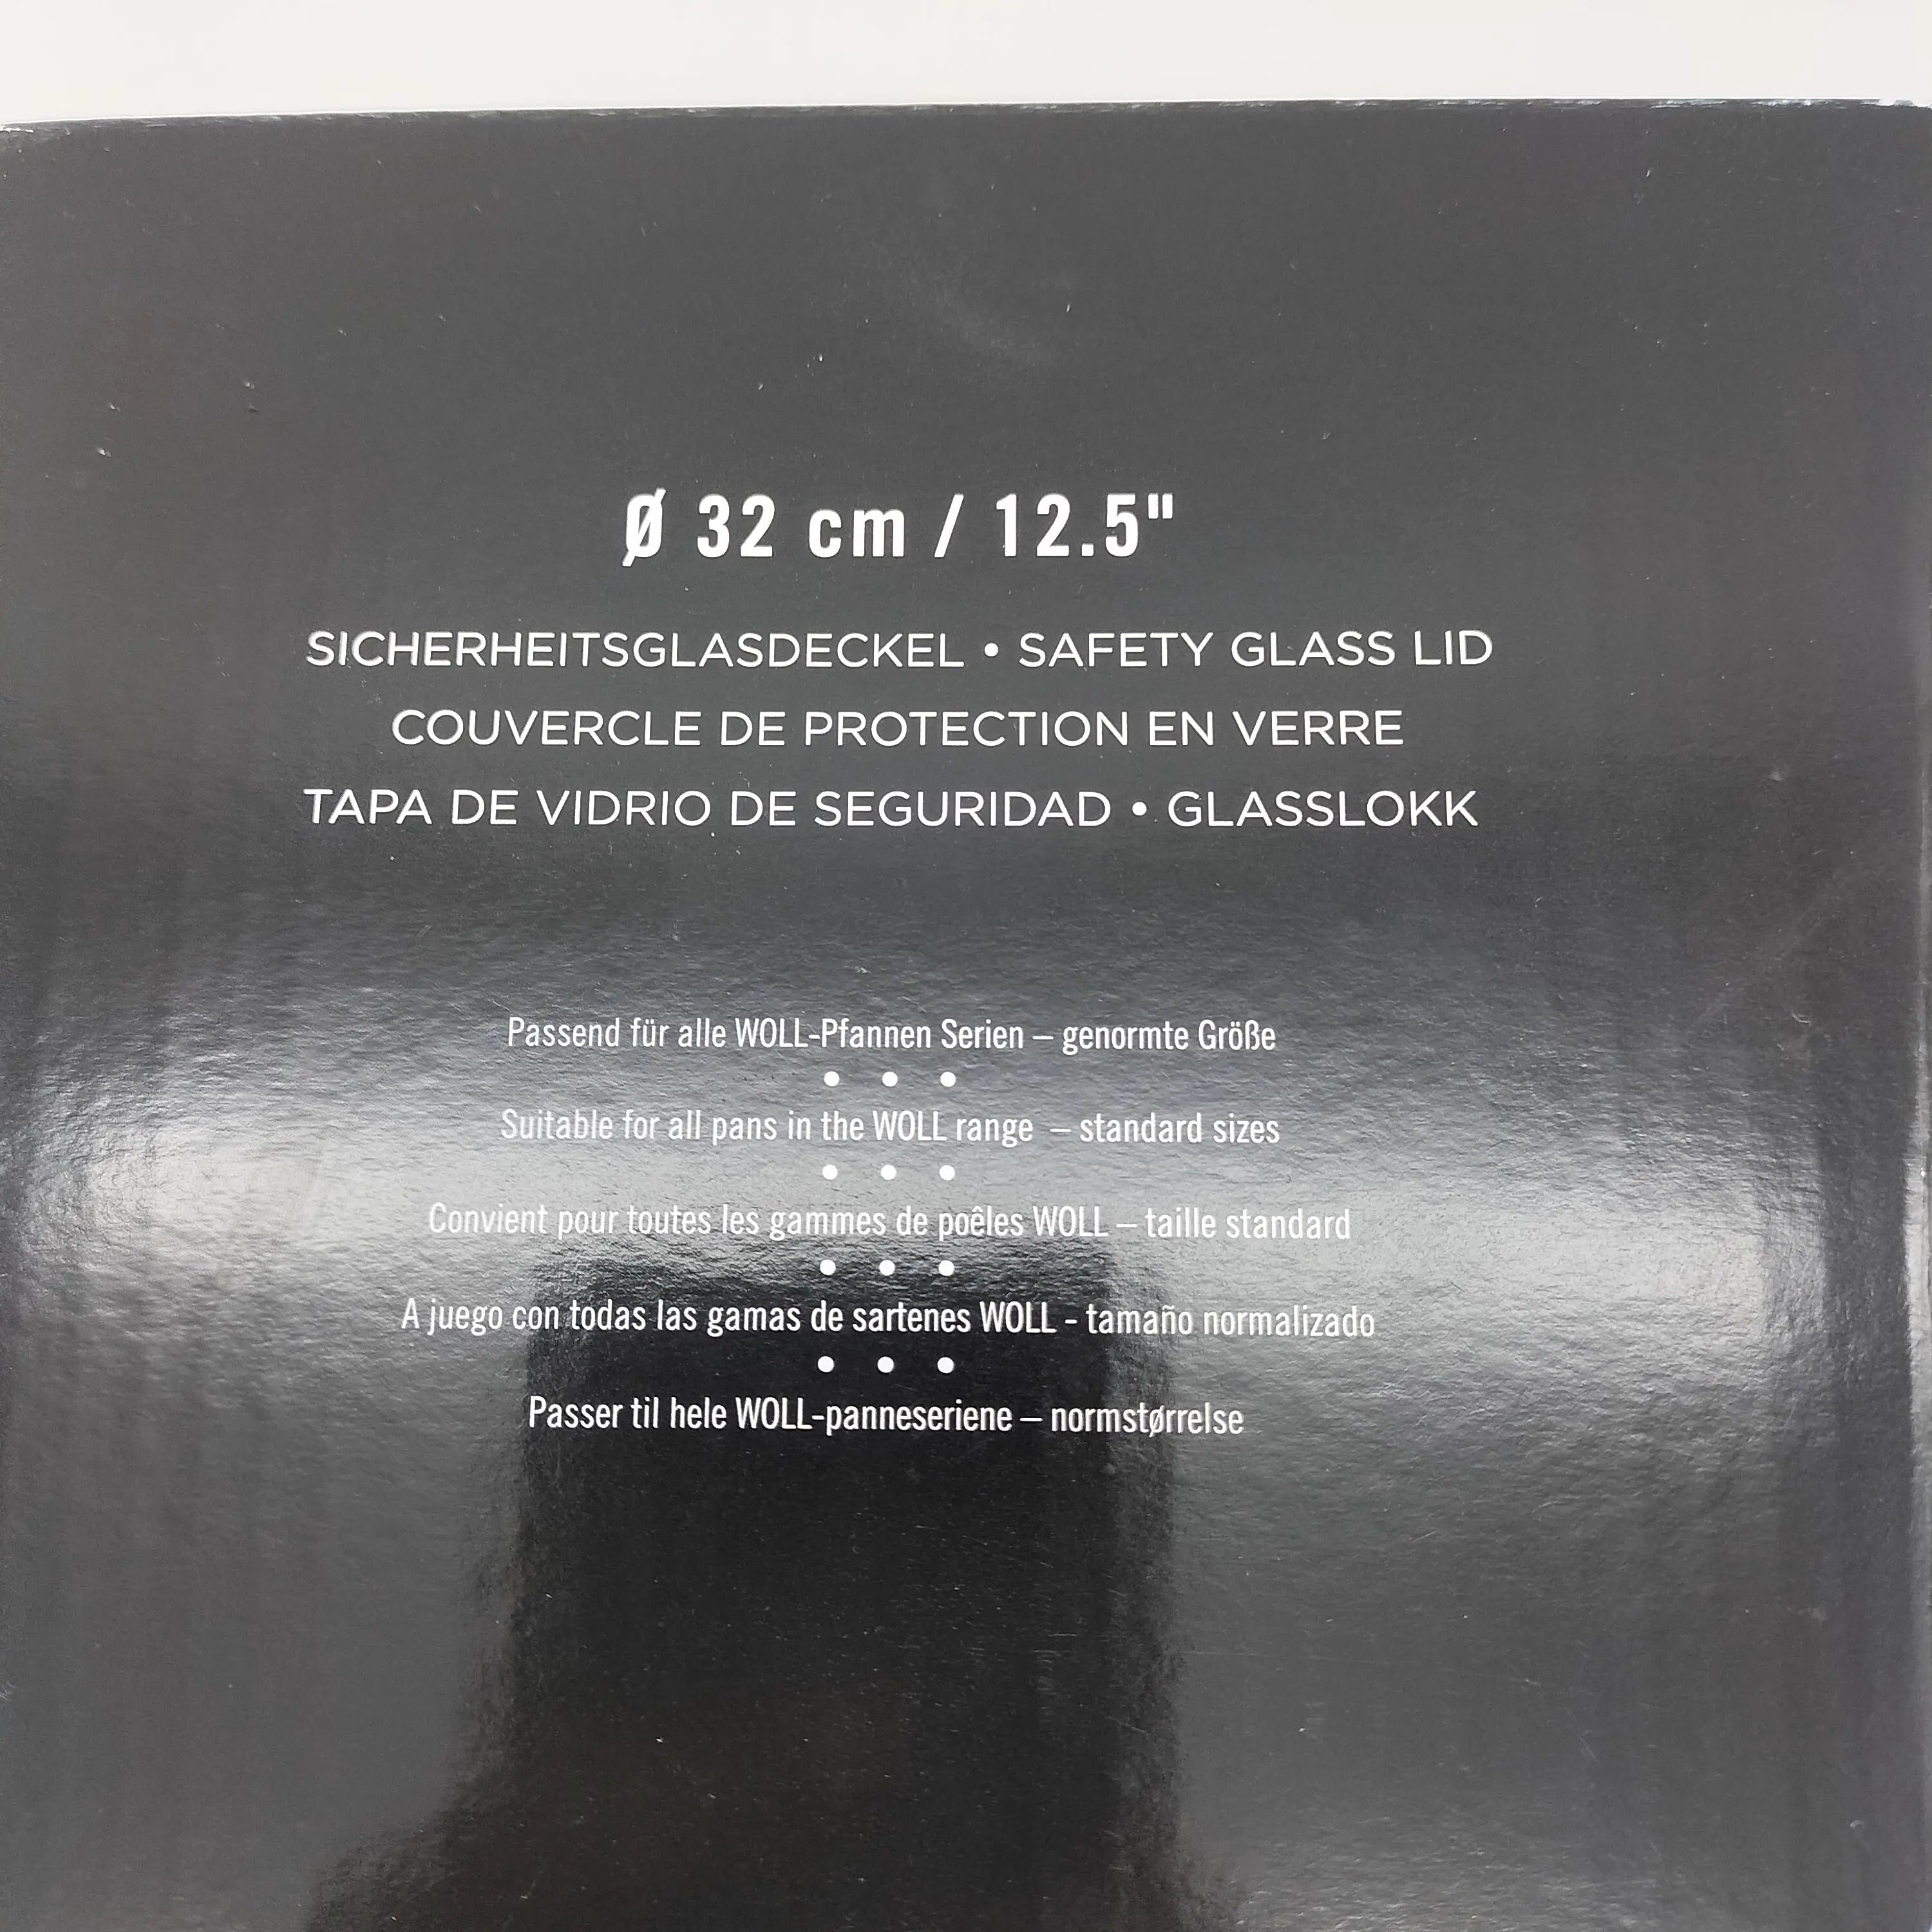 Ø 32 cm / 12.5"
SICHERHEITSGLASDECKEL • SAFETY GLASS LID
COUVERCLE DE PROTECTION EN VERRE
TAPA DE VIDRIO DE SEGURIDAD • GLASSLOKK
Passend für alle WOLL-Pfannen Serien – genormte Größe
• • •
Suitable for all pans in the WOLL range – standard sizes
• • •
Convient pour toutes les gammes de poêles WOLL – taille standard
• • •
A juego con todas las gamas de sartenes WOLL - tamaño normalizado
• • •
Passer til hele WOLL-panneseriene – normstørrelse